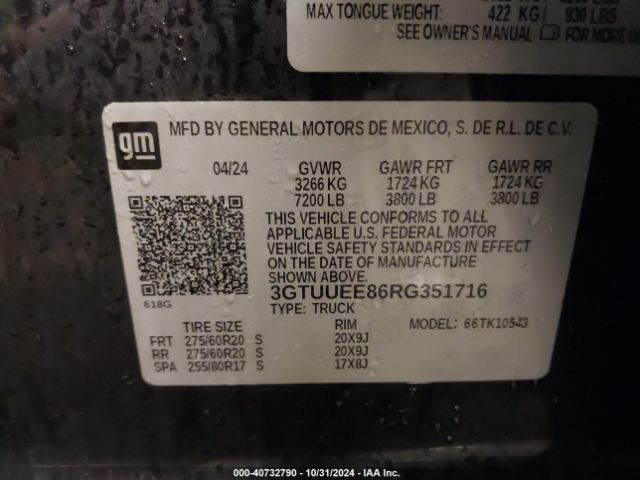 MAX TONGUE WEIGHT: 422 KG/ 930 LBS
SEE OWNER'S MANUAL FOR MORE
gm
MFD BY GENERAL MOTORS DE MEXICO, S. DE R.L. DE C.V.
04/24 GVWR GAWR FRT GAWR RR
3266 KG 1724 KG 1724 KG
7200 LB 3800 LB 3800 LB
THIS VEHICLE CONFORMS TO ALL
APPLICABLE U.S. FEDERAL MOTOR
VEHICLE SAFETY STANDARDS IN EFFECT
ON THE DATE OF MANUFACTURE
SHOWN ABOVE.
618G
3GTUUEE86RG351716
TYPE: TRUCK MODEL: 66TK10543
TIRE SIZE RIM
FRT 275/60R20 S 20X9J
RR 275/60R20 S 20X9J
SPA 255/80R17 S 17X8J
000-40732790 - 10/31/2024 - IAA Inc.